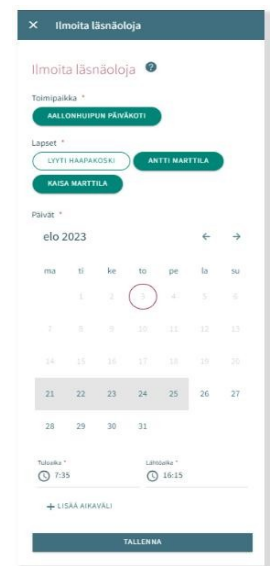 × Ilmoita läsnäoloja
Ilmoita läsnäoloja ?
Toimipaikka *
AALLONHUIPUN PÄIVÄKOTI
Lapset *
LYYTI HAAPAKOSKI ANTTI MARTTILA
KAISA MARTTILA
Päivät *
elo 2023 ← →
ma ti ke to pe la su
1 2 3 4 5 6
7 8 9 10 11 12 13
14 15 16 17 18 19 20
21 22 23 24 25 26 27
28 29 30 31
Tuloaika * Lähtöaika *
7:35 16:15
+ LISÄÄ AIKAVÄLI
TALLENNA